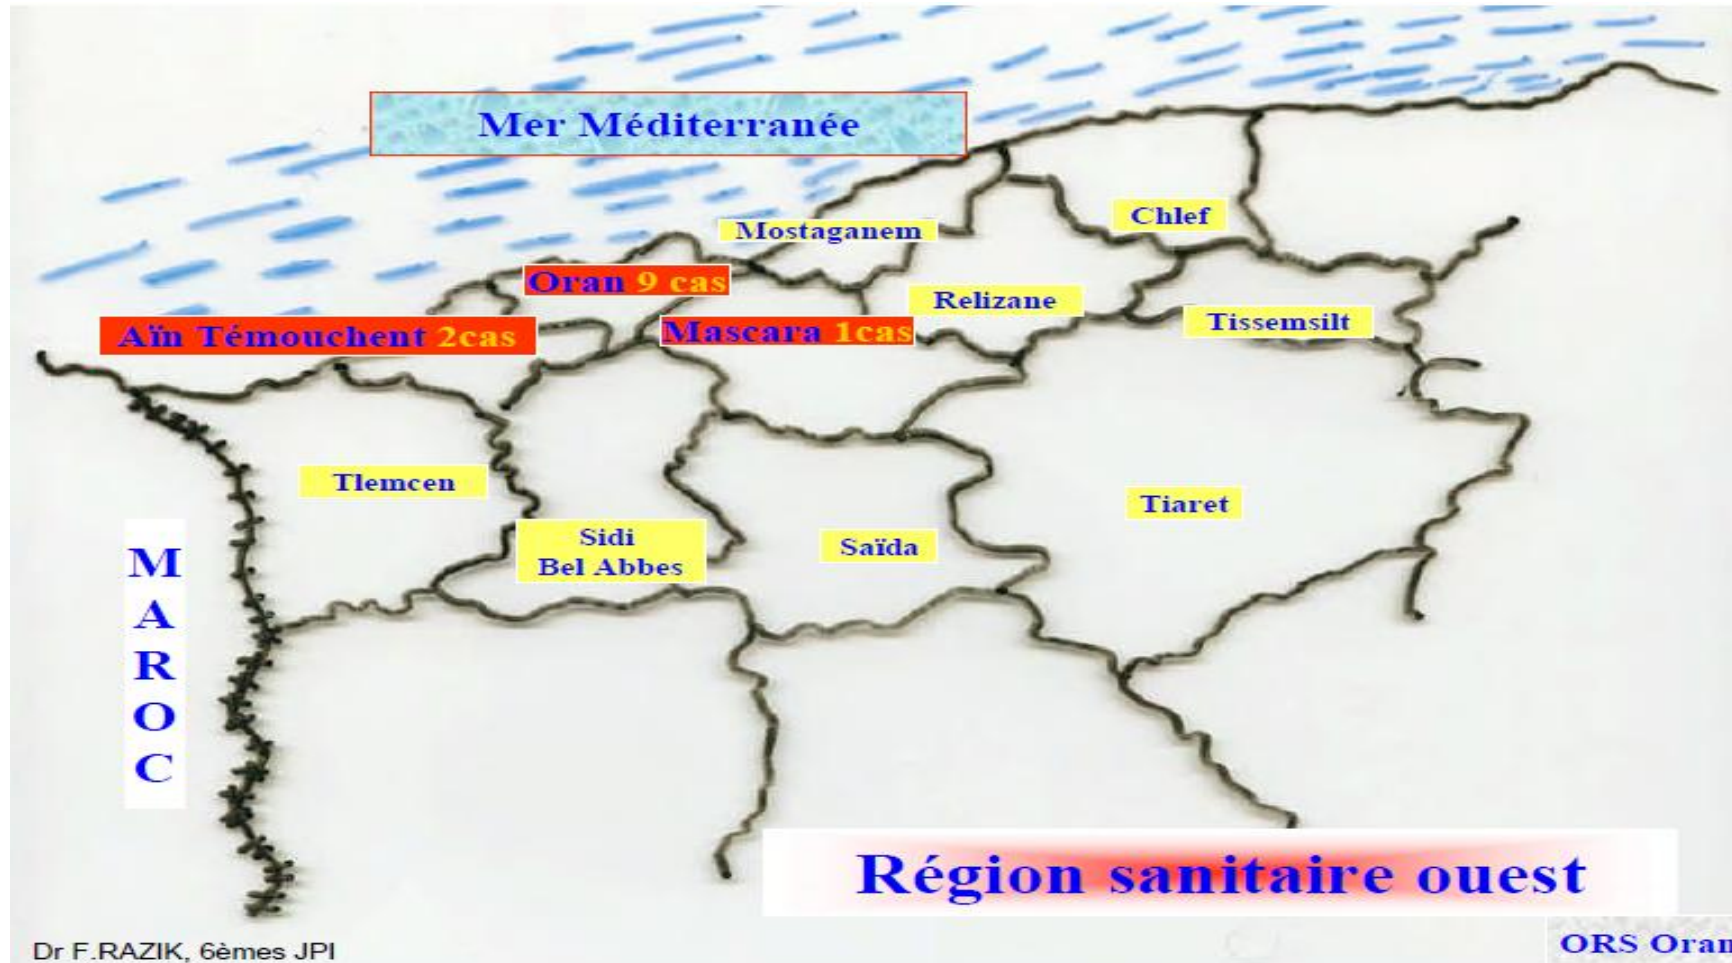 Mer Méditerranée
Chlef
Mostaganem
Oran 9 cas
Relizane
Aïn Témouchent 2cas
Mascara 1cas
Tissemsilt
Tlemcen
Tiaret
Sidi
Bel Abbes
Saïda
MAROC
Région sanitaire ouest
Dr F.RAZIK, 6èmes JPI
ORS Oran